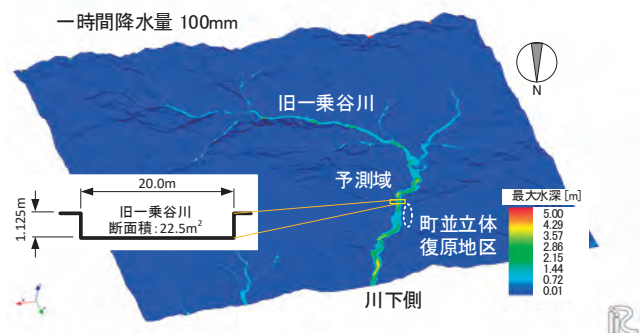 一時間降水量 100mm
N
旧一乗谷川
予測域
20.0m
1.125m
旧一乗谷川
断面積：22.5m²
町並立体
復原地区
川下側
最大水深 [m]
5.00
4.29
3.57
2.86
2.15
1.44
0.72
0.01